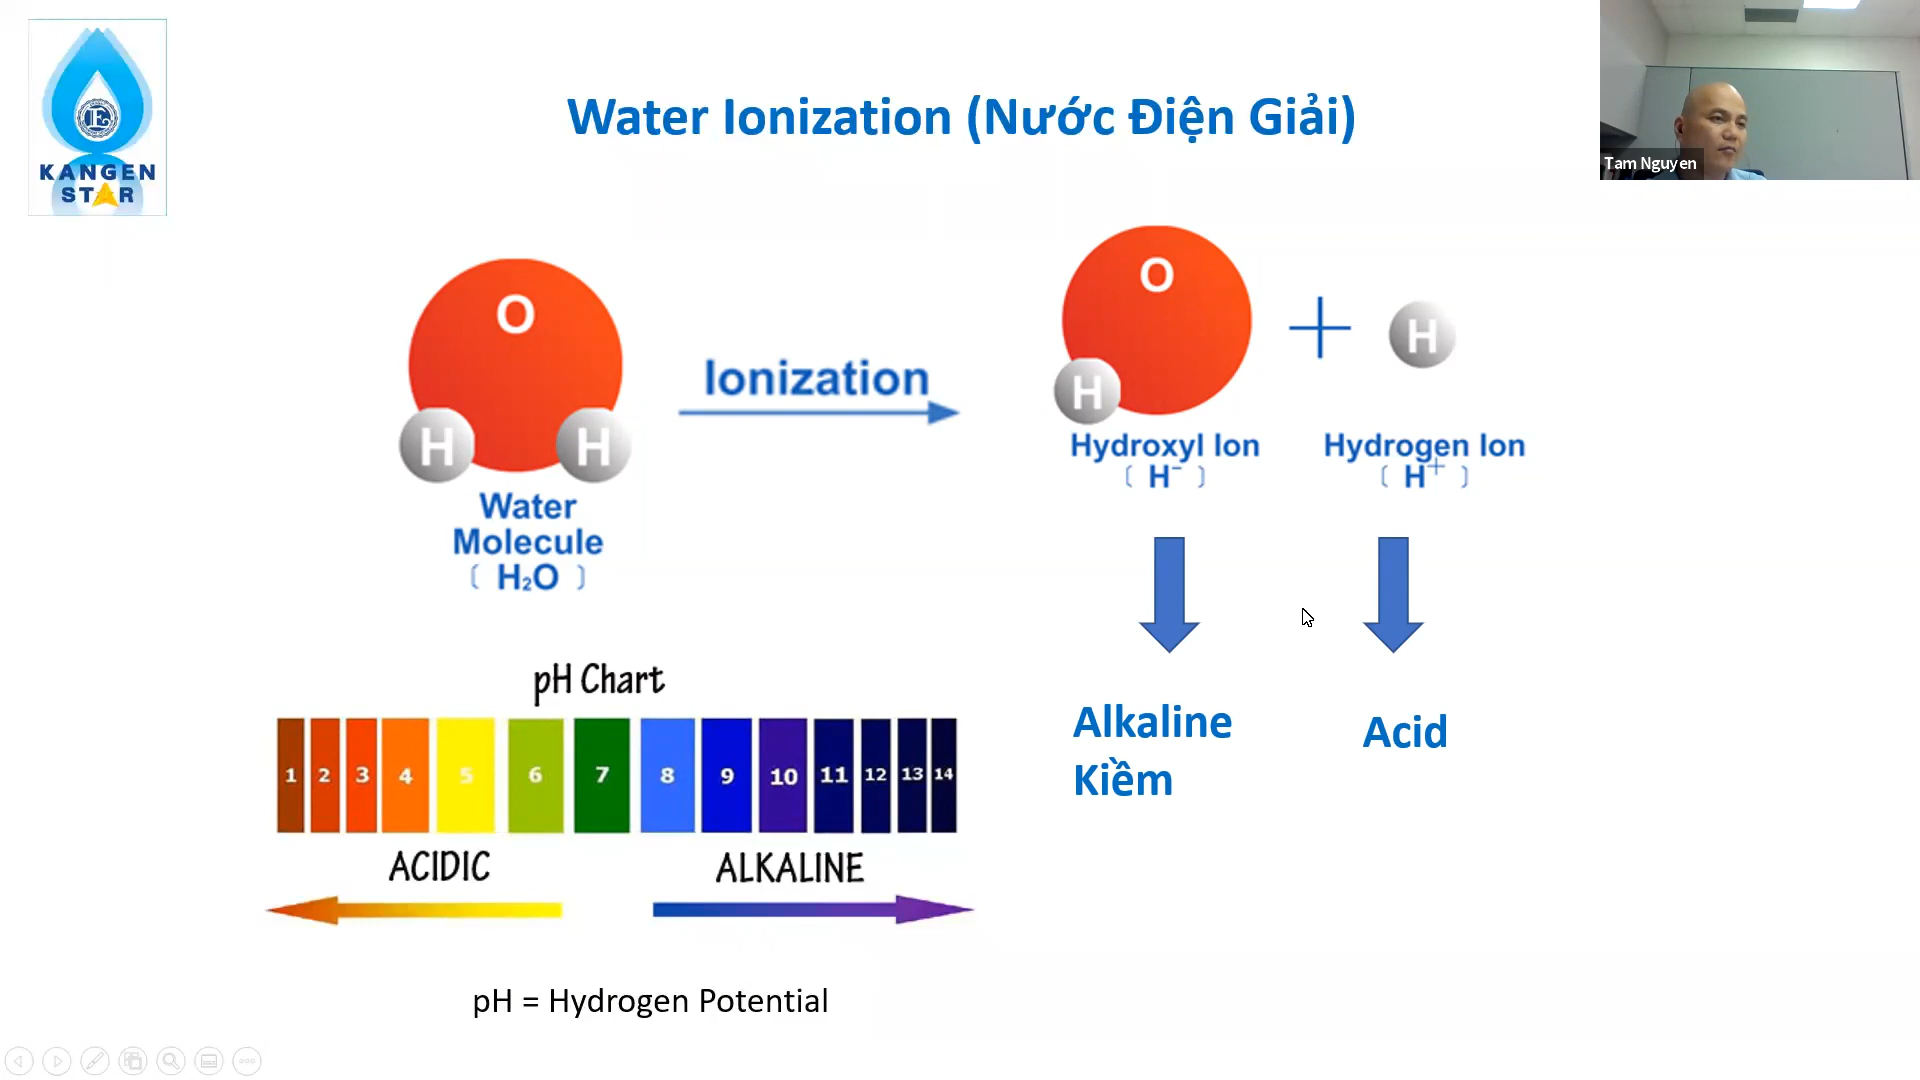 KANGEN
STAR
E
Water Ionization (Nước Điện Giải)
Tam Nguyen
O
H
H
Water
Molecule
( H₂O )
Ionization
O
H
Hydroxyl Ion
( H⁻ )
+
H
Hydrogen Ion
( H⁺ )
Alkaline
Kiềm
Acid
pH Chart
1 2 3 4 5 6 7 8 9 10 11 12 13 14
ACIDIC ALKALINE
pH = Hydrogen Potential